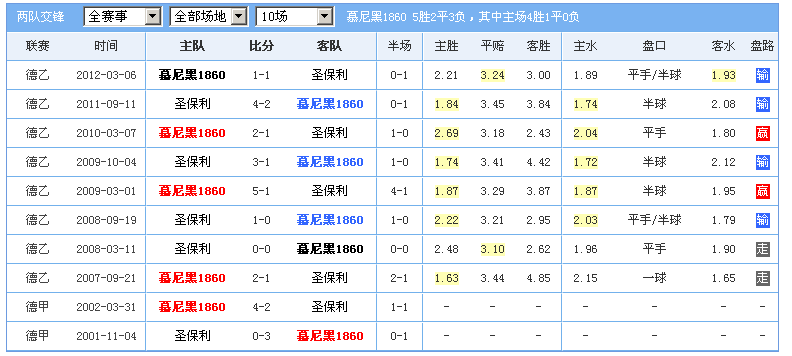 两队交锋 全赛事 全部场地 10场 慕尼黑1860 5胜2平3负，其中主场4胜1平0负
联赛 时间 主队 比分 客队 半场 主胜 平赔 客胜 主水 盘口 客水 盘路
德乙 2012-03-06 慕尼黑1860 1-1 圣保利 0-1 2.21 3.24 3.00 1.89 平手/半球 1.93 输
德乙 2011-09-11 圣保利 4-2 慕尼黑1860 0-1 1.84 3.45 3.84 1.74 半球 2.08 输
德乙 2010-03-07 慕尼黑1860 2-1 圣保利 1-0 2.69 3.18 2.43 2.04 平手 1.80 赢
德乙 2009-10-04 圣保利 3-1 慕尼黑1860 1-0 1.74 3.41 4.42 1.72 半球 2.12 输
德乙 2009-03-01 慕尼黑1860 5-1 圣保利 4-1 1.87 3.29 3.87 1.87 半球 1.95 赢
德乙 2008-09-19 圣保利 1-0 慕尼黑1860 1-0 2.22 3.21 2.95 2.03 平手/半球 1.79 输
德乙 2008-03-11 圣保利 0-0 慕尼黑1860 0-0 2.48 3.10 2.62 1.96 平手 1.90 走
德乙 2007-09-21 慕尼黑1860 2-1 圣保利 2-1 1.63 3.44 4.85 2.15 一球 1.65 走
德甲 2002-03-31 慕尼黑1860 4-2 圣保利 1-1 - - - - - -
德甲 2001-11-04 圣保利 0-3 慕尼黑1860 0-1 - - - - - -